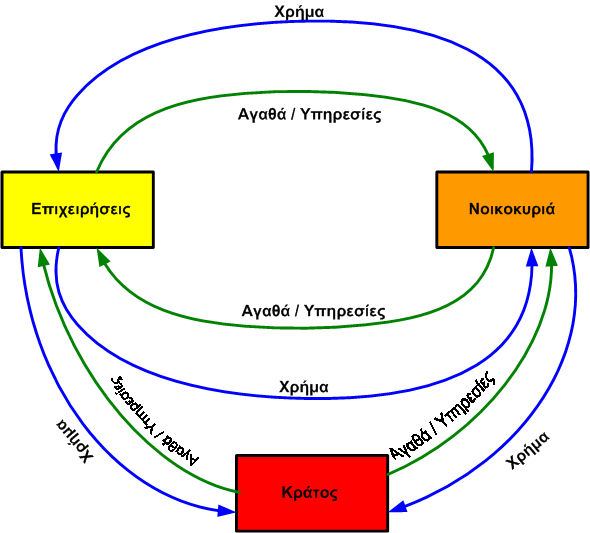 Χρήμα
Αγαθά / Υπηρεσίες
Επιχειρήσεις
Νοικοκυριά
Αγαθά / Υπηρεσίες
Χρήμα
Αγαθά / Υπηρεσίες
Αγαθά / Υπηρεσίες
Χρήμα
Χρήμα
Κράτος